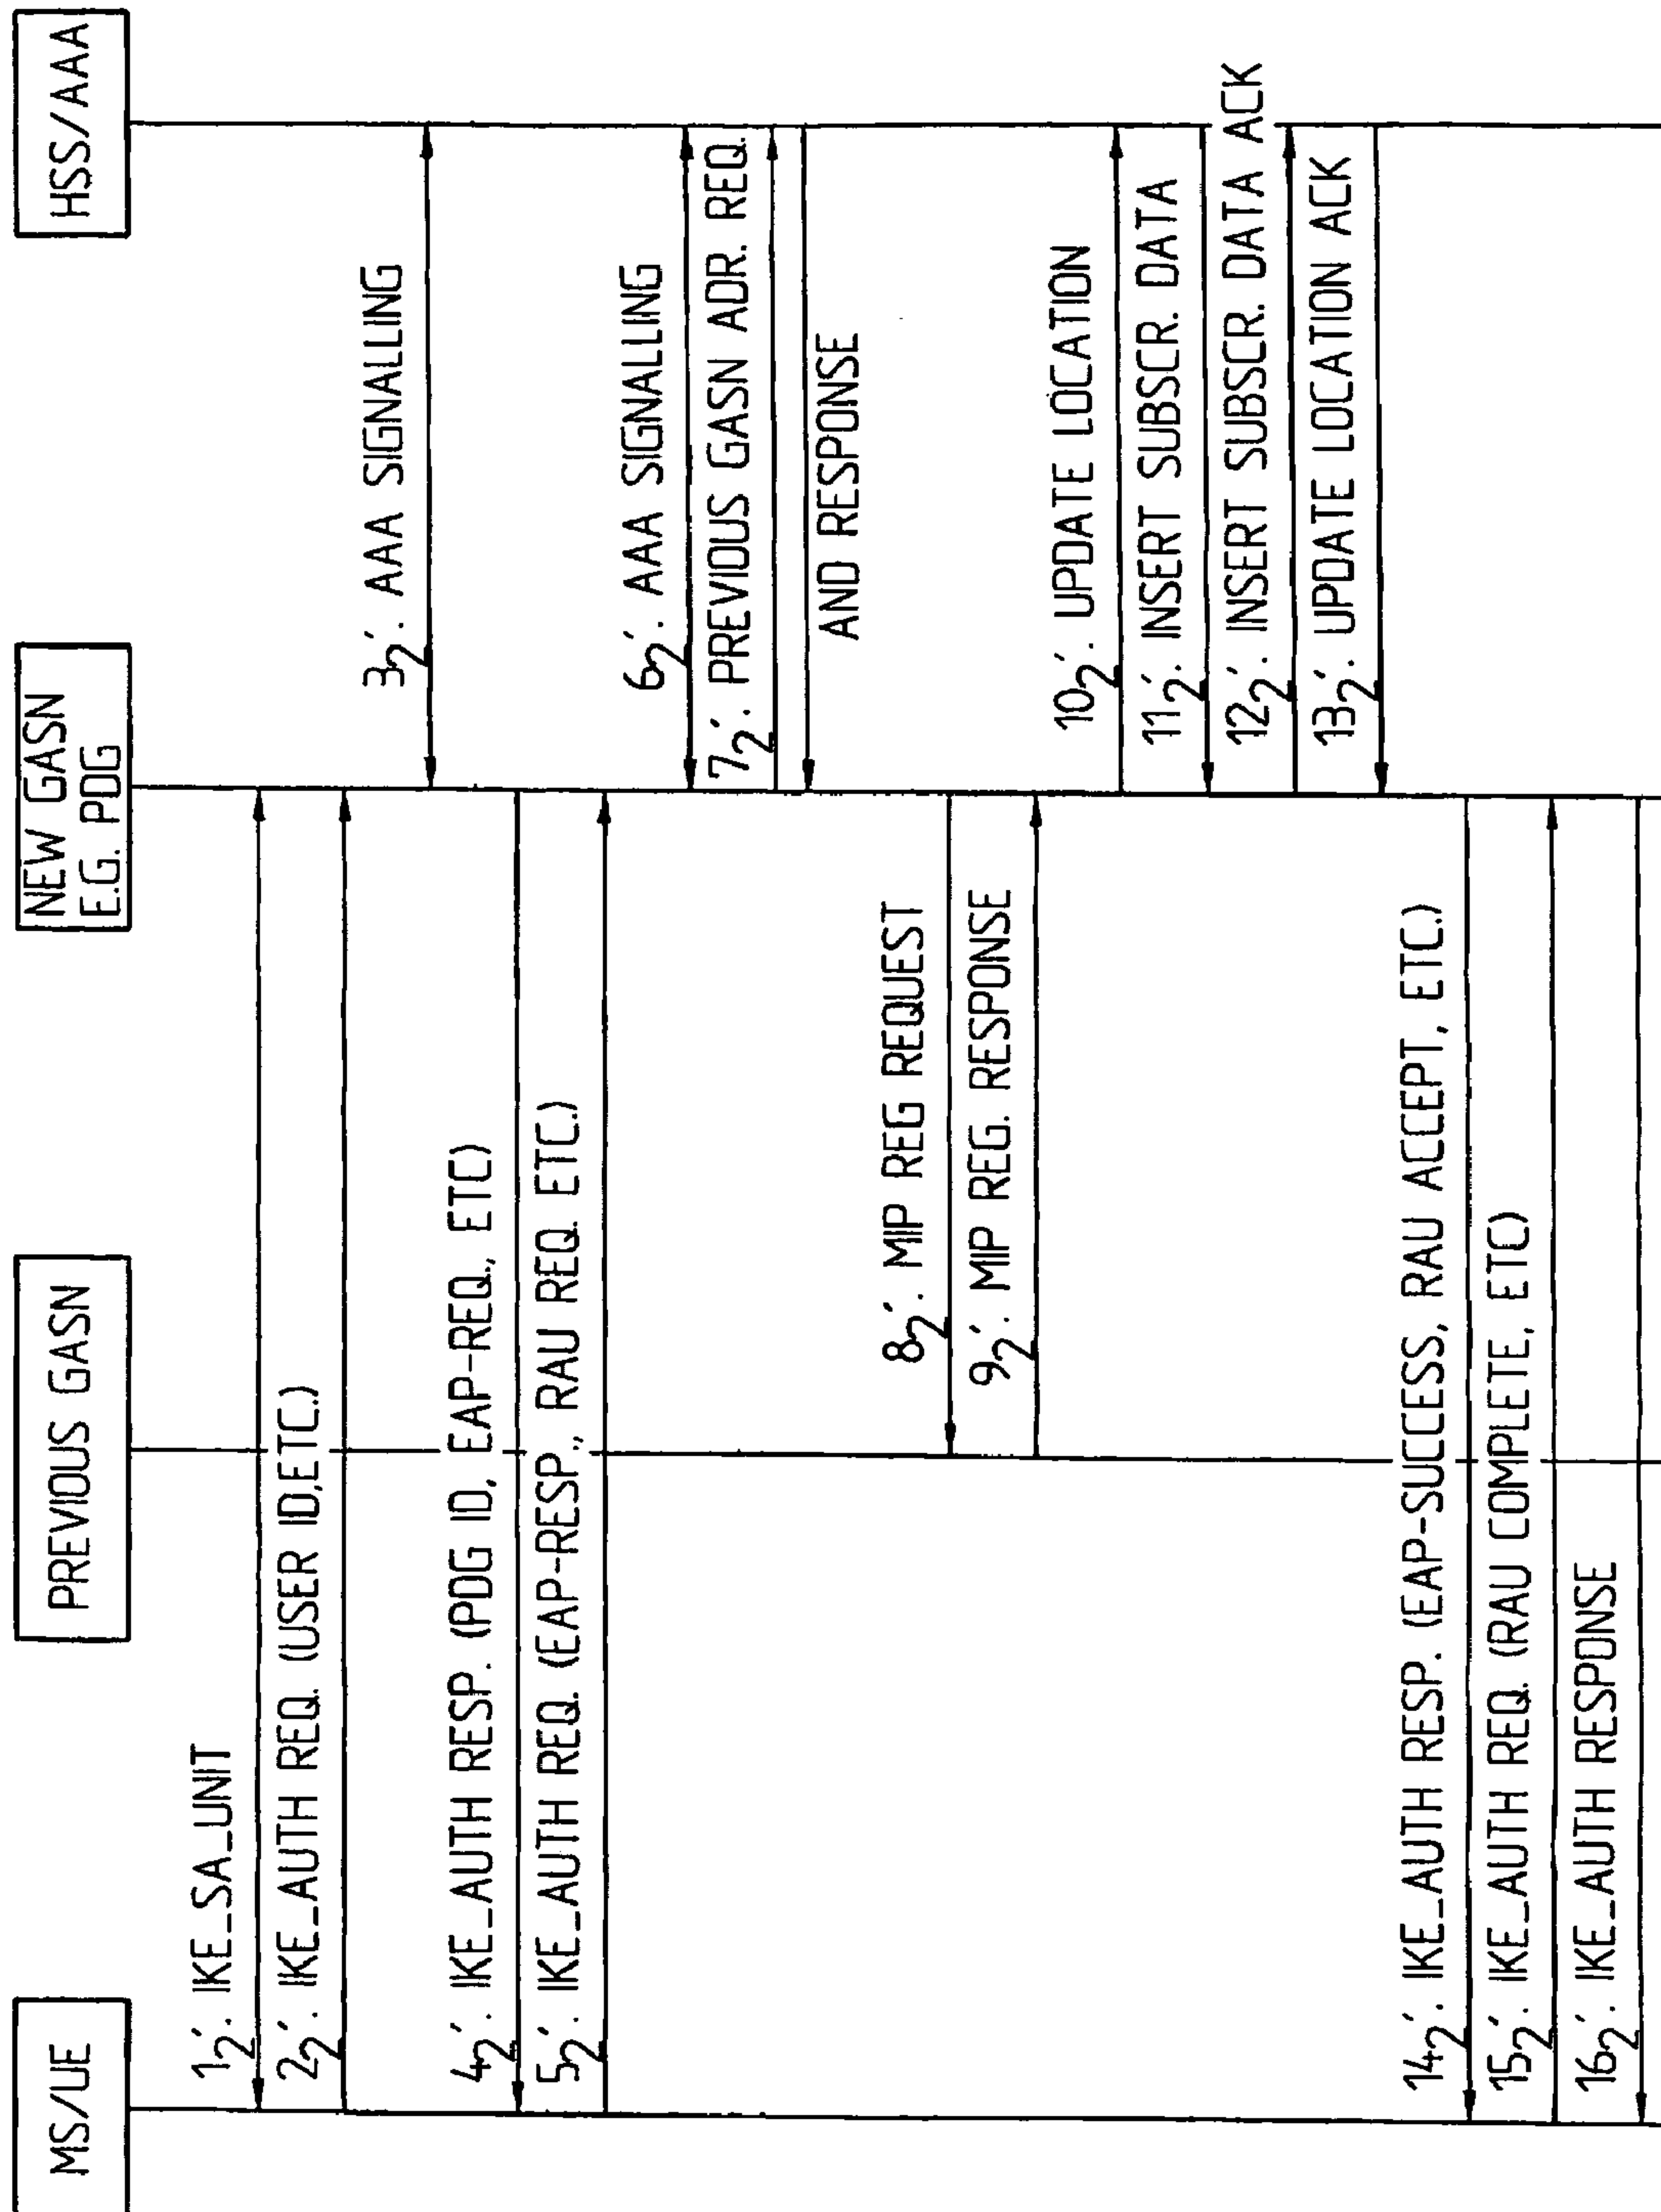 MS/UE
PREVIOUS GASN
NEW GASN
E.G. PDG
HSS/AAA
1₂′. IKE_SA_UNIT
2₂′. IKE_AUTH REQ. (USER ID,ETC.)
3₂′. AAA SIGNALLING
4₂′. IKE_AUTH RESP. (PDG ID, EAP-REQ., ETC)
5₂′. IKE_AUTH REQ. (EAP-RESP., RAU REQ. ETC.)
6₂′. AAA SIGNALLING
7₂′. PREVIOUS GASN ADR. REQ.
AND RESPONSE
8₂′. MIP REG REQUEST
9₂′. MIP REG. RESPONSE
10₂′. UPDATE LOCATION
11₂′. INSERT SUBSCR. DATA
12₂′. INSERT SUBSCR. DATA ACK
13₂′. UPDATE LOCATION ACK
14₂′. IKE_AUTH RESP. (EAP-SUCCESS, RAU ACCEPT, ETC.)
15₂′. IKE_AUTH REQ. (RAU COMPLETE, ETC)
16₂′. IKE_AUTH RESPONSE